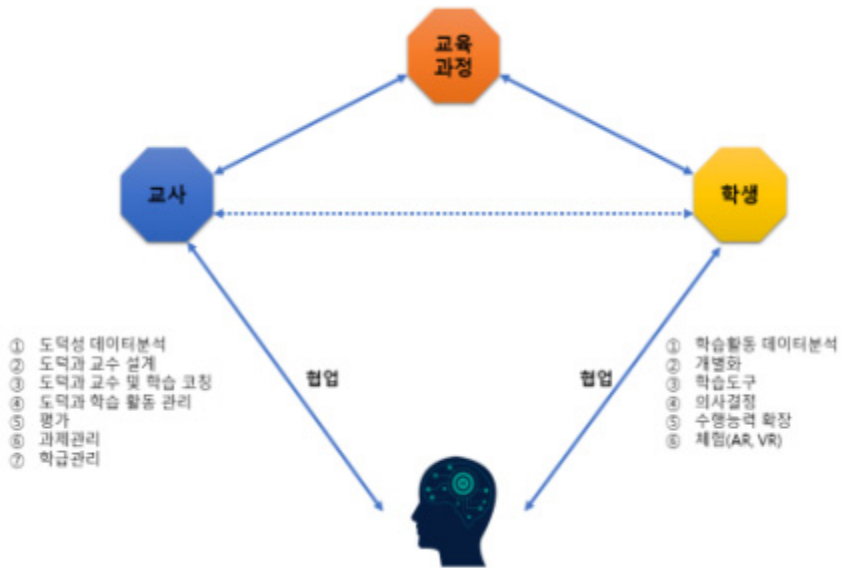 교육
과정
교사
학생
① 도덕성 데이터분석
② 도덕과 교수 설계
③ 도덕과 교수 및 학습 코칭
④ 도덕과 학습 활동 관리
⑤ 평가
⑥ 과제관리
⑦ 학급관리
협업
협업
① 학습활동 데이터분석
② 개별화
③ 학습도구
④ 의사결정
⑤ 수행능력 확장
⑥ 체험(AR, VR)